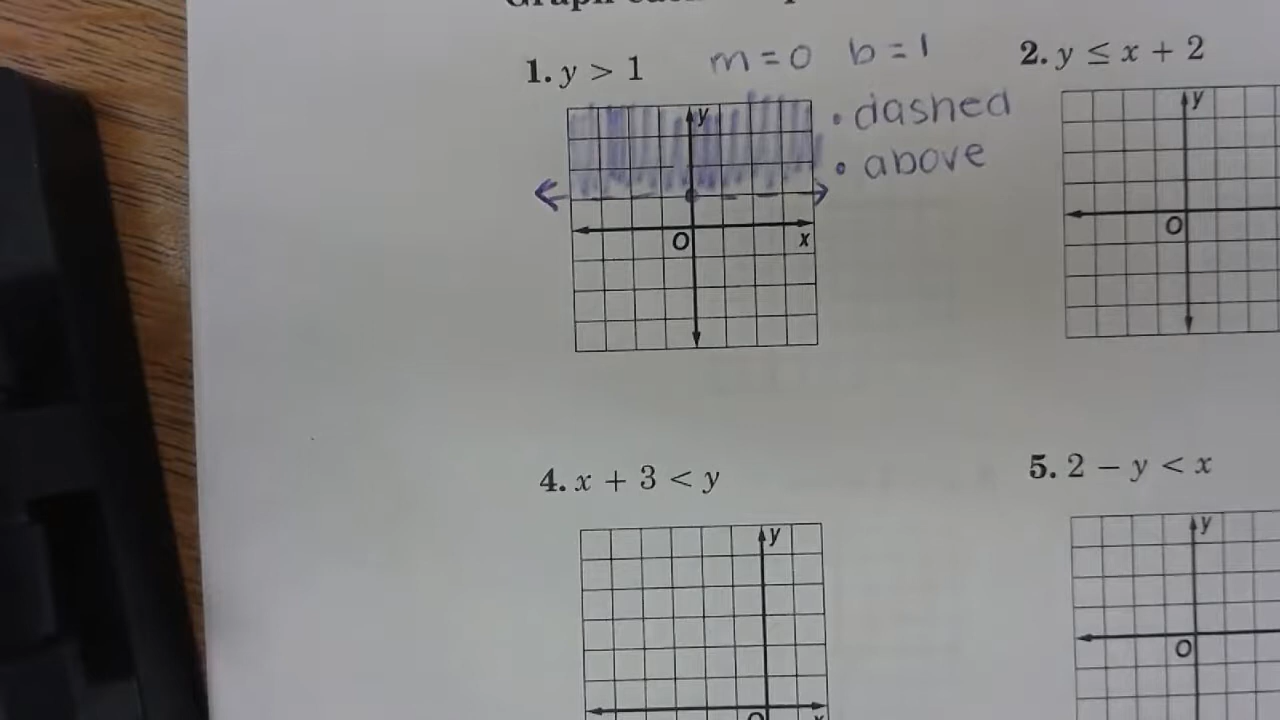 1. y > 1 m = 0 b = 1
• dashed
• above
y
O
x
2. y ≤ x + 2
y
O
4. x + 3 < y
y
5. 2 − y < x
y
O